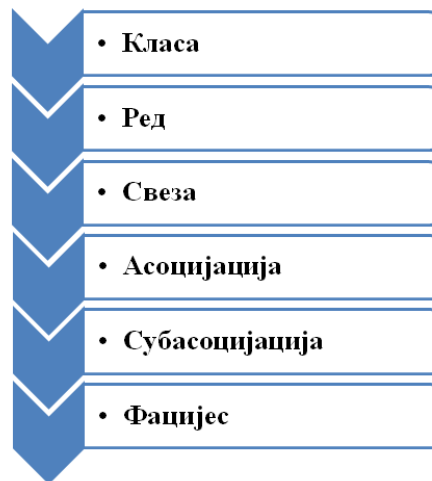 • Класа
• Ред
• Свеза
• Асоцијација
• Субасоцијација
• Фацијес